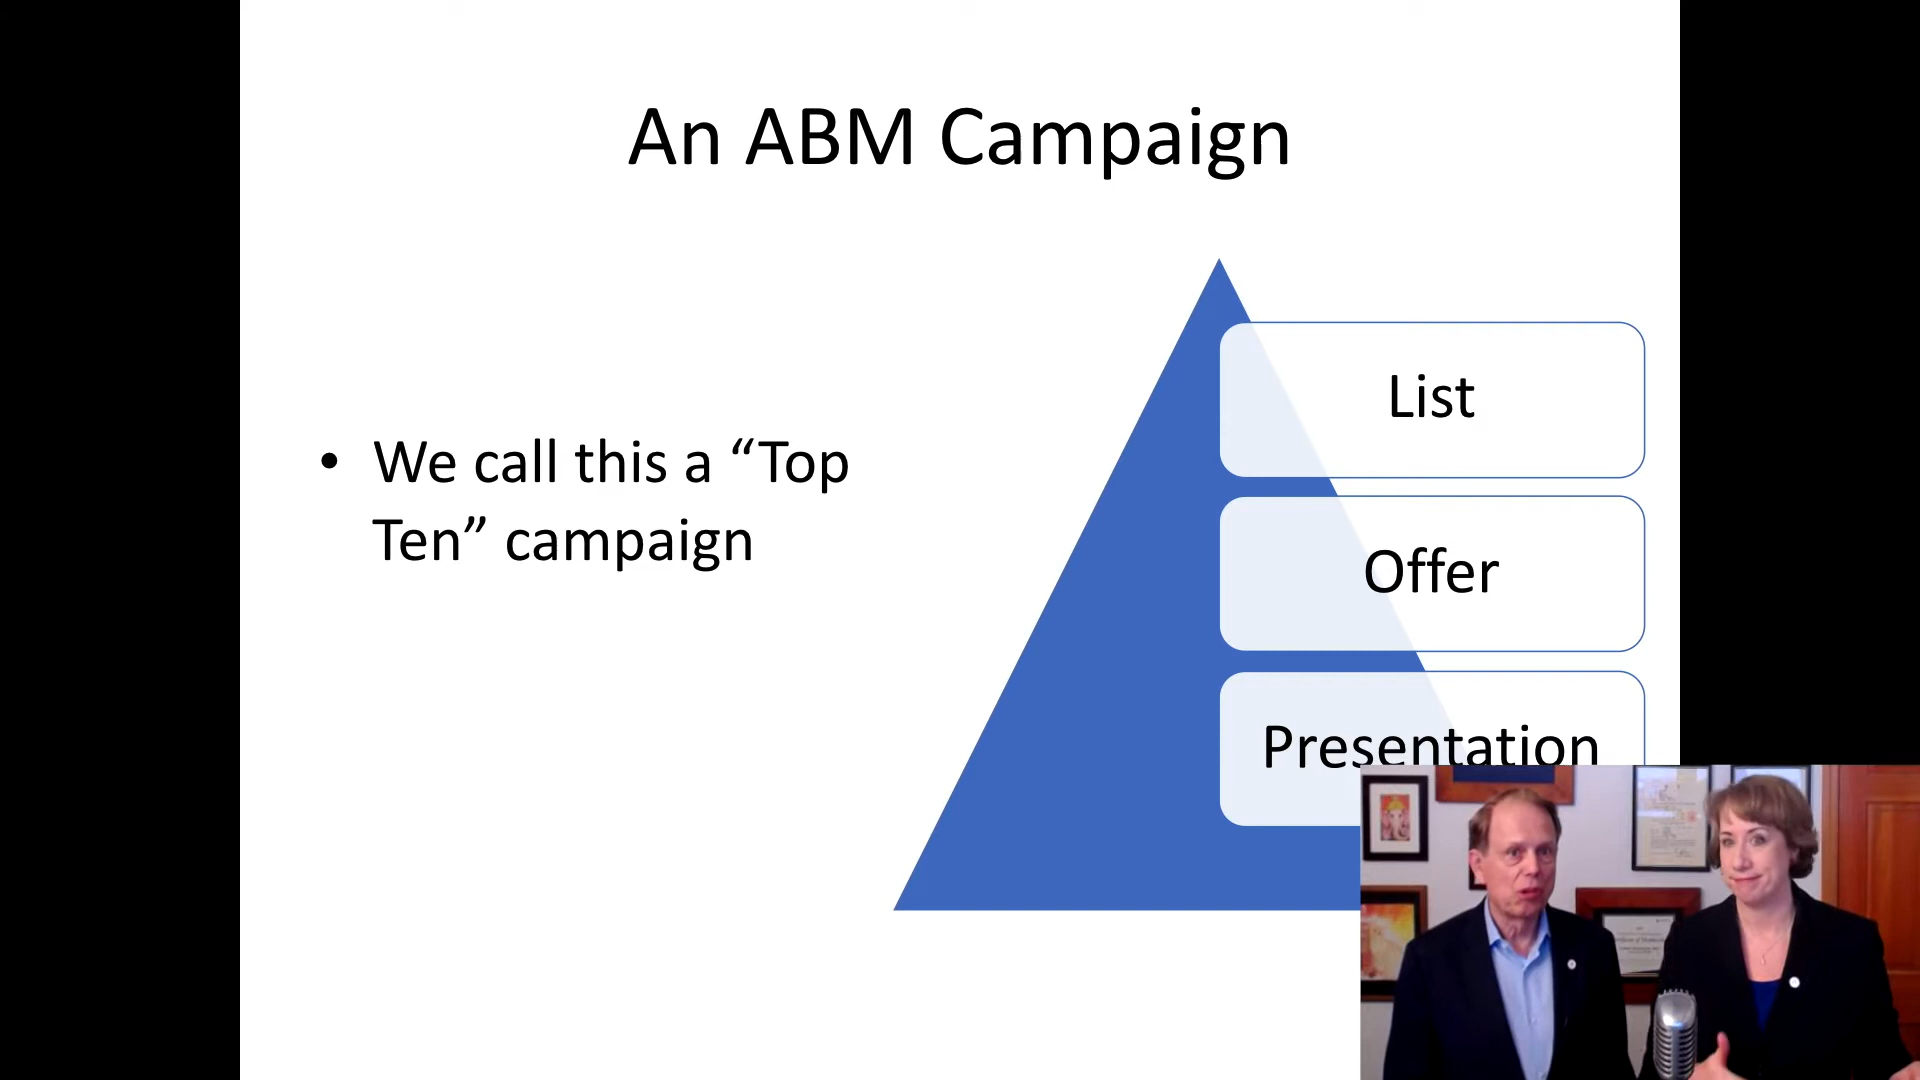 An ABM Campaign
• We call this a “Top
Ten” campaign
List
Offer
Presentation